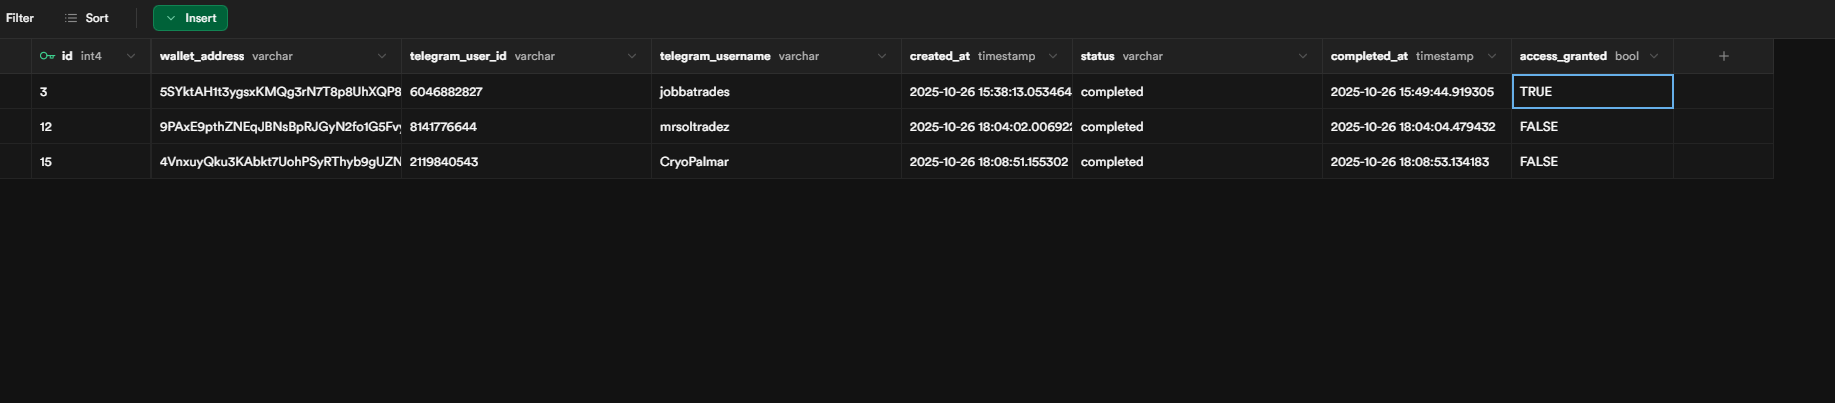 Filter Sort Insert
id int4 wallet_address varchar telegram_user_id varchar telegram_username varchar created_at timestamp status varchar completed_at timestamp access_granted bool +
3 5SYktAH1t3ygsxKMQg3rN7T8p8UhXQP8 6046882827 jobbatrades 2025-10-26 15:38:13.053464 completed 2025-10-26 15:49:44.919305 TRUE
12 9PAxE9pthZNEqJBNsBpRJGyN2fo1G5Fvy 8141776644 mrsoltradez 2025-10-26 18:04:02.006922 completed 2025-10-26 18:04:04.479432 FALSE
15 4VnxuyQku3KAbkt7UohPSyRThyb9gUZN 2119840543 CryoPalmar 2025-10-26 18:08:51.155302 completed 2025-10-26 18:08:53.134183 FALSE